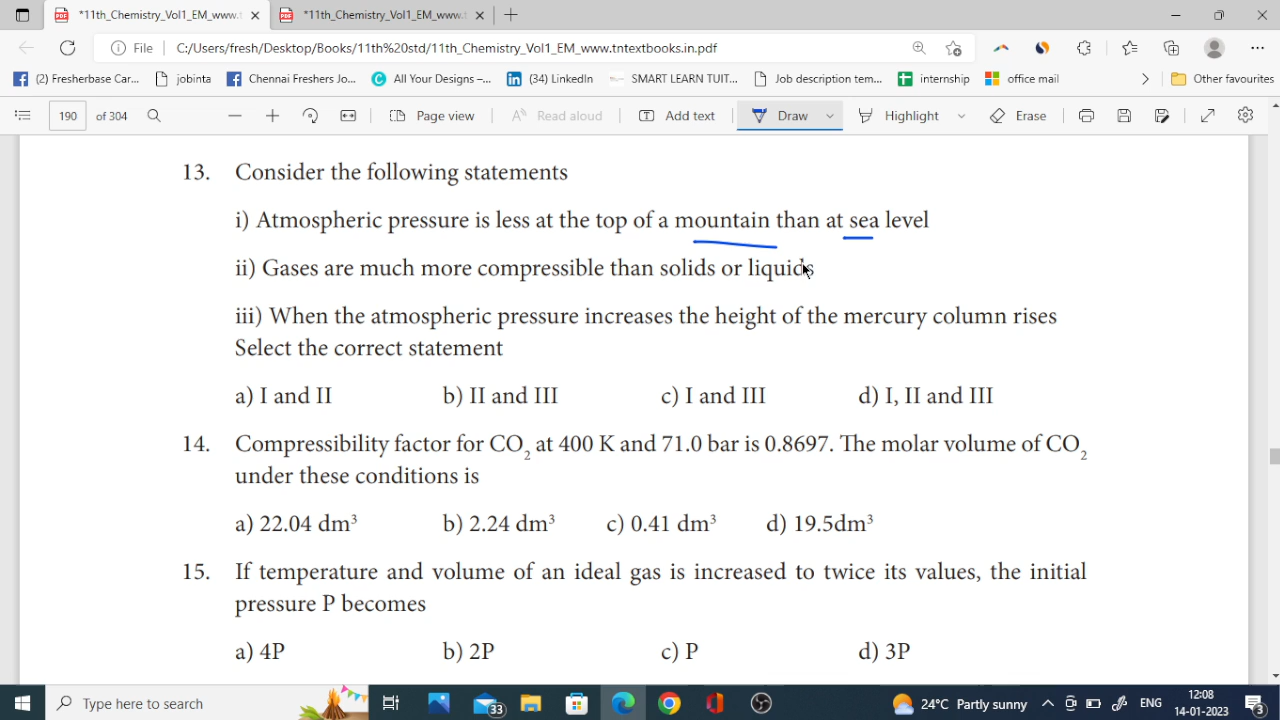 *11th_Chemistry_Vol1_EM_www.t
*11th_Chemistry_Vol1_EM_www.t
File
C:/Users/fresh/Desktop/Books/11th%20std/11th_Chemistry_Vol1_EM_www.tntextbooks.in.pdf
(2) Fresherbase Car...
jobinta
Chennai Freshers Jo...
All Your Designs –...
(34) LinkedIn
SMART LEARN TUIT...
Job description tem...
internship
office mail
Other favourites
190 of 304
Page view
Read aloud
Add text
Draw
Highlight
Erase
13. Consider the following statements
i) Atmospheric pressure is less at the top of a mountain than at sea level
ii) Gases are much more compressible than solids or liquids
iii) When the atmospheric pressure increases the height of the mercury column rises
Select the correct statement
a) I and II b) II and III c) I and III d) I, II and III
14. Compressibility factor for CO₂ at 400 K and 71.0 bar is 0.8697. The molar volume of CO₂
under these conditions is
a) 22.04 dm³ b) 2.24 dm³ c) 0.41 dm³ d) 19.5dm³
15. If temperature and volume of an ideal gas is increased to twice its values, the initial
pressure P becomes
a) 4P b) 2P c) P d) 3P
Type here to search
33
24°C Partly sunny
ENG
12:08
14-01-2023
3